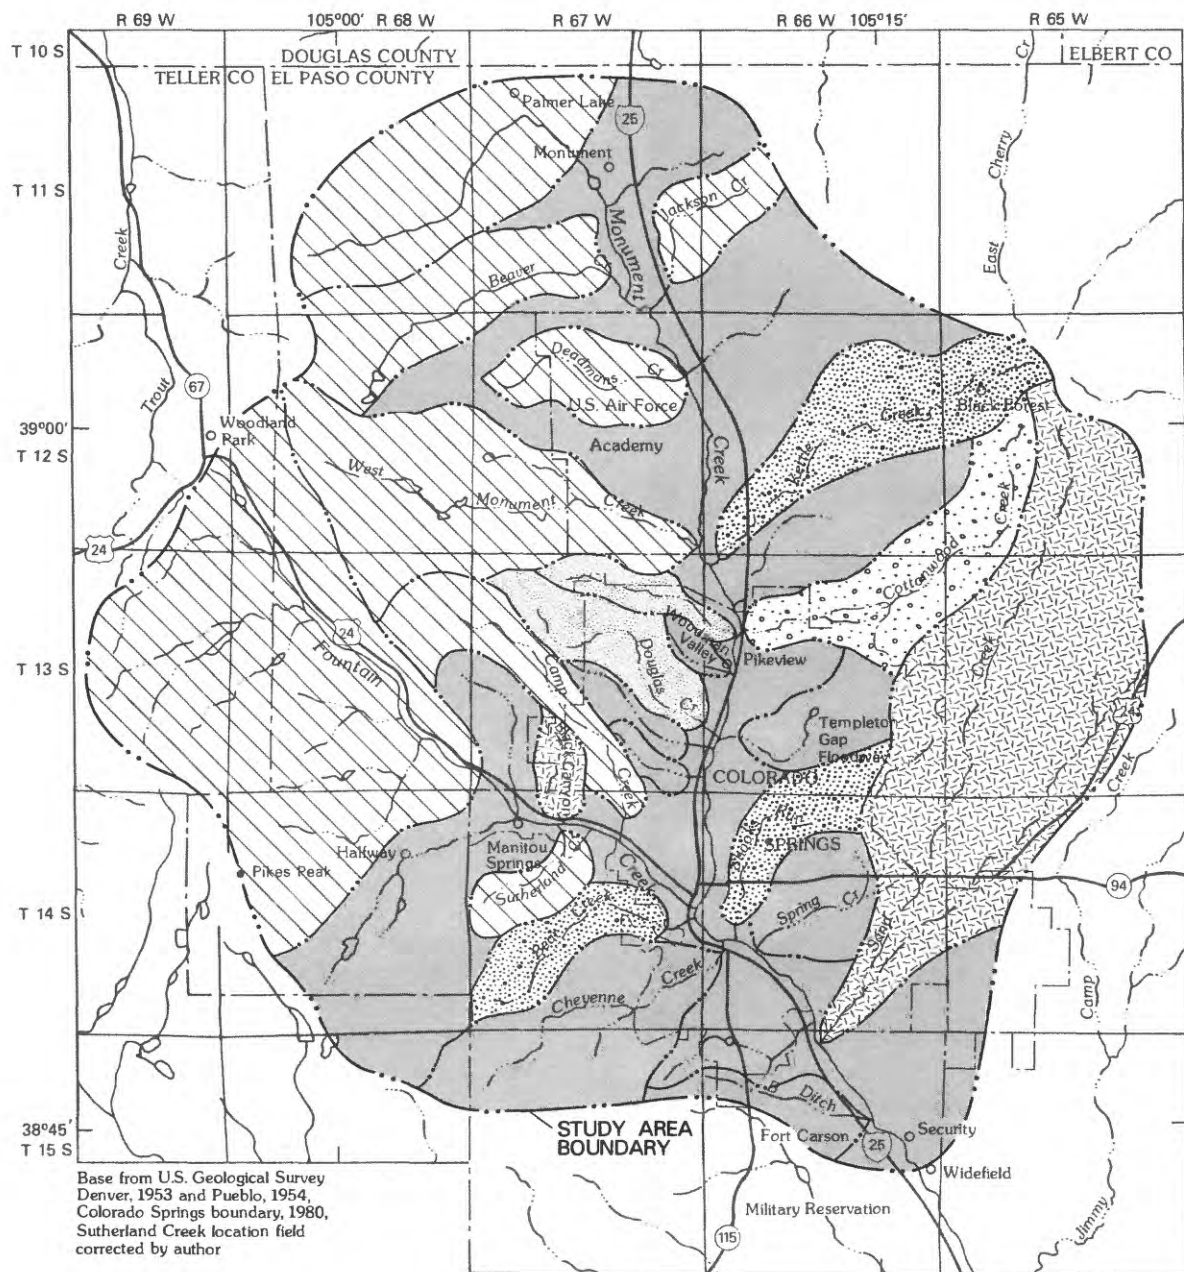 R 69 W 105°00' R 68 W R 67 W R 66 W 105°15' R 65 W
T 10 S
DOUGLAS COUNTY
ELBERT CO
TELLER CO EL PASO COUNTY
Palmer Lake
25
Monument
T 11 S
Jackson Cr
Monument
Creek
Beaver Cr
East Cherry Cr
Deadmans Cr
Trout
67
U.S. Air Force
Academy
Kettle Creek
Black Forest
39°00'
Woodland
Park
T 12 S
West Monument Creek
Creek
24
Cottonwood Creek
24
Fountain
Woodmen
Valley
Pikeview
T 13 S
Douglas Cr
Camp Creek
Black Canyon
Templeton
Gap
Floodway
24
COLORADO
Creek
Creek
Shooks Run
SPRINGS
Manitou
Springs
Halfway
Pikes Peak
Sutherland Cr
Creek
94
T 14 S
Bear Creek
Spring Cr
Sand
Cheyenne Creek
Camp
B Ditch
38°45'
T 15 S
STUDY AREA
BOUNDARY
Fort Carson
25
Security
Widefield
Base from U.S. Geological Survey
Denver, 1953 and Pueblo, 1954,
Colorado Springs boundary, 1980,
Sutherland Creek location field
corrected by author
Military Reservation
115
Jimmy